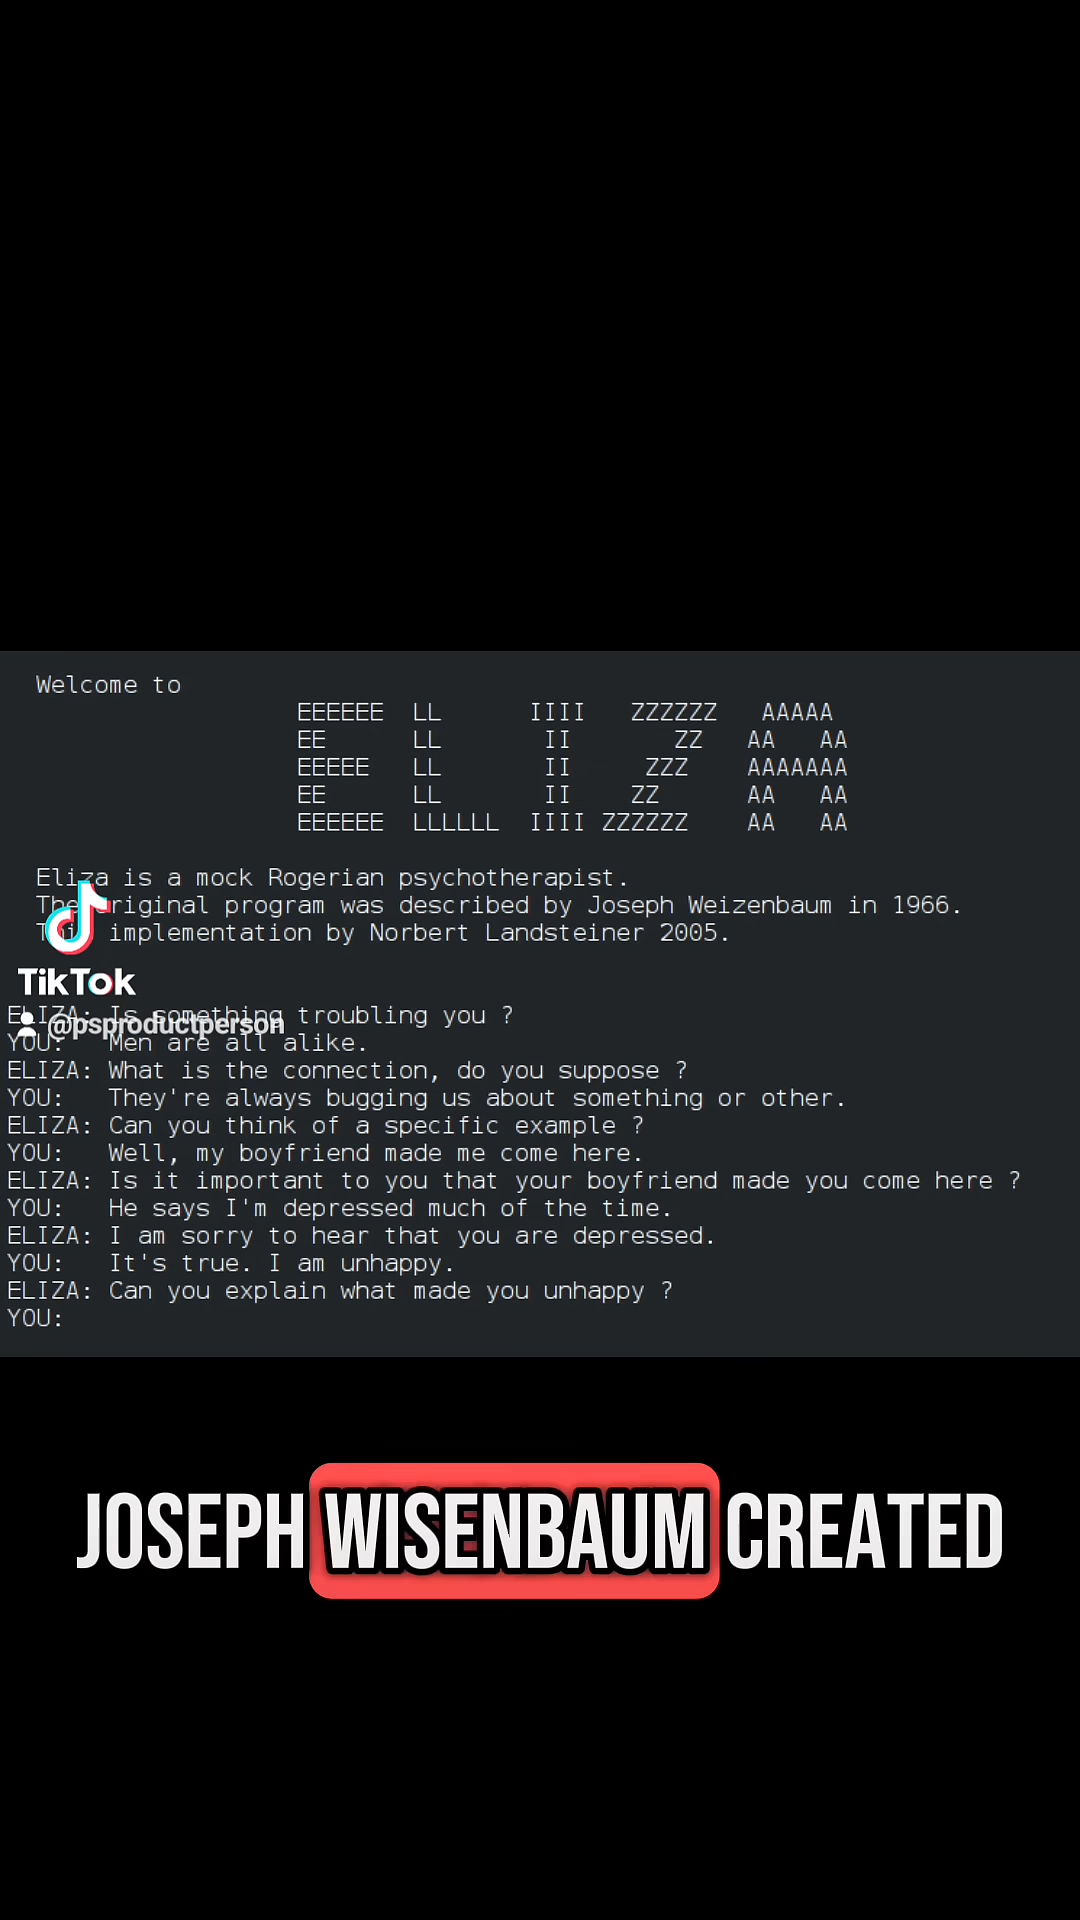 Welcome to
EEEEEE LL IIII ZZZZZZ AAAAA
EE LL II ZZ AA AA
EEEEE LL II ZZZ AAAAAAA
EE LL II ZZ AA AA
EEEEEE LLLLLL IIII ZZZZZZ AA AA
Eliza is a mock Rogerian psychotherapist.
The original program was described by Joseph Weizenbaum in 1966.
This implementation by Norbert Landsteiner 2005.
TikTok
ELIZA: Is something troubling you ?
@psproductperson
YOU: Men are all alike.
ELIZA: What is the connection, do you suppose ?
YOU: They're always bugging us about something or other.
ELIZA: Can you think of a specific example ?
YOU: Well, my boyfriend made me come here.
ELIZA: Is it important to you that your boyfriend made you come here ?
YOU: He says I'm depressed much of the time.
ELIZA: I am sorry to hear that you are depressed.
YOU: It's true. I am unhappy.
ELIZA: Can you explain what made you unhappy ?
YOU:
JOSEPH WISENBAUM CREATED